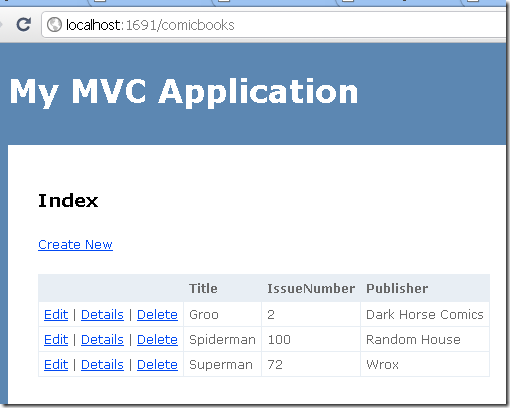 localhost:1691/comicbooks
My MVC Application
Index
Create New
Title IssueNumber Publisher
Edit | Details | Delete Groo 2 Dark Horse Comics
Edit | Details | Delete Spiderman 100 Random House
Edit | Details | Delete Superman 72 Wrox